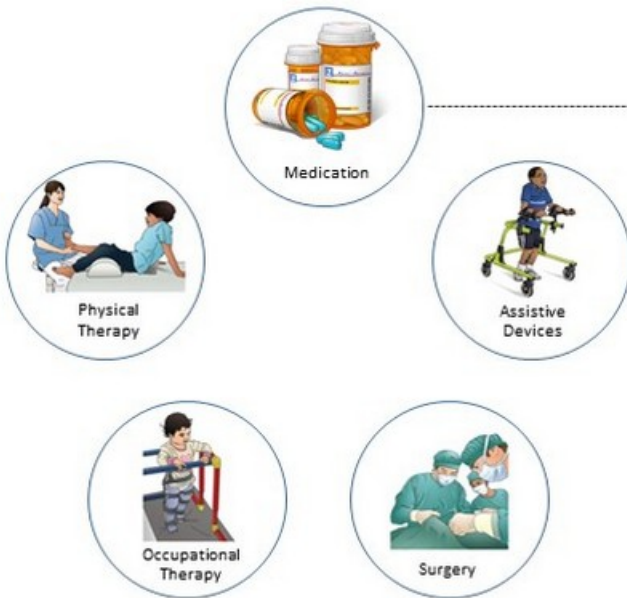 Medication
Physical
Therapy
Assistive
Devices
Occupational
Therapy
Surgery